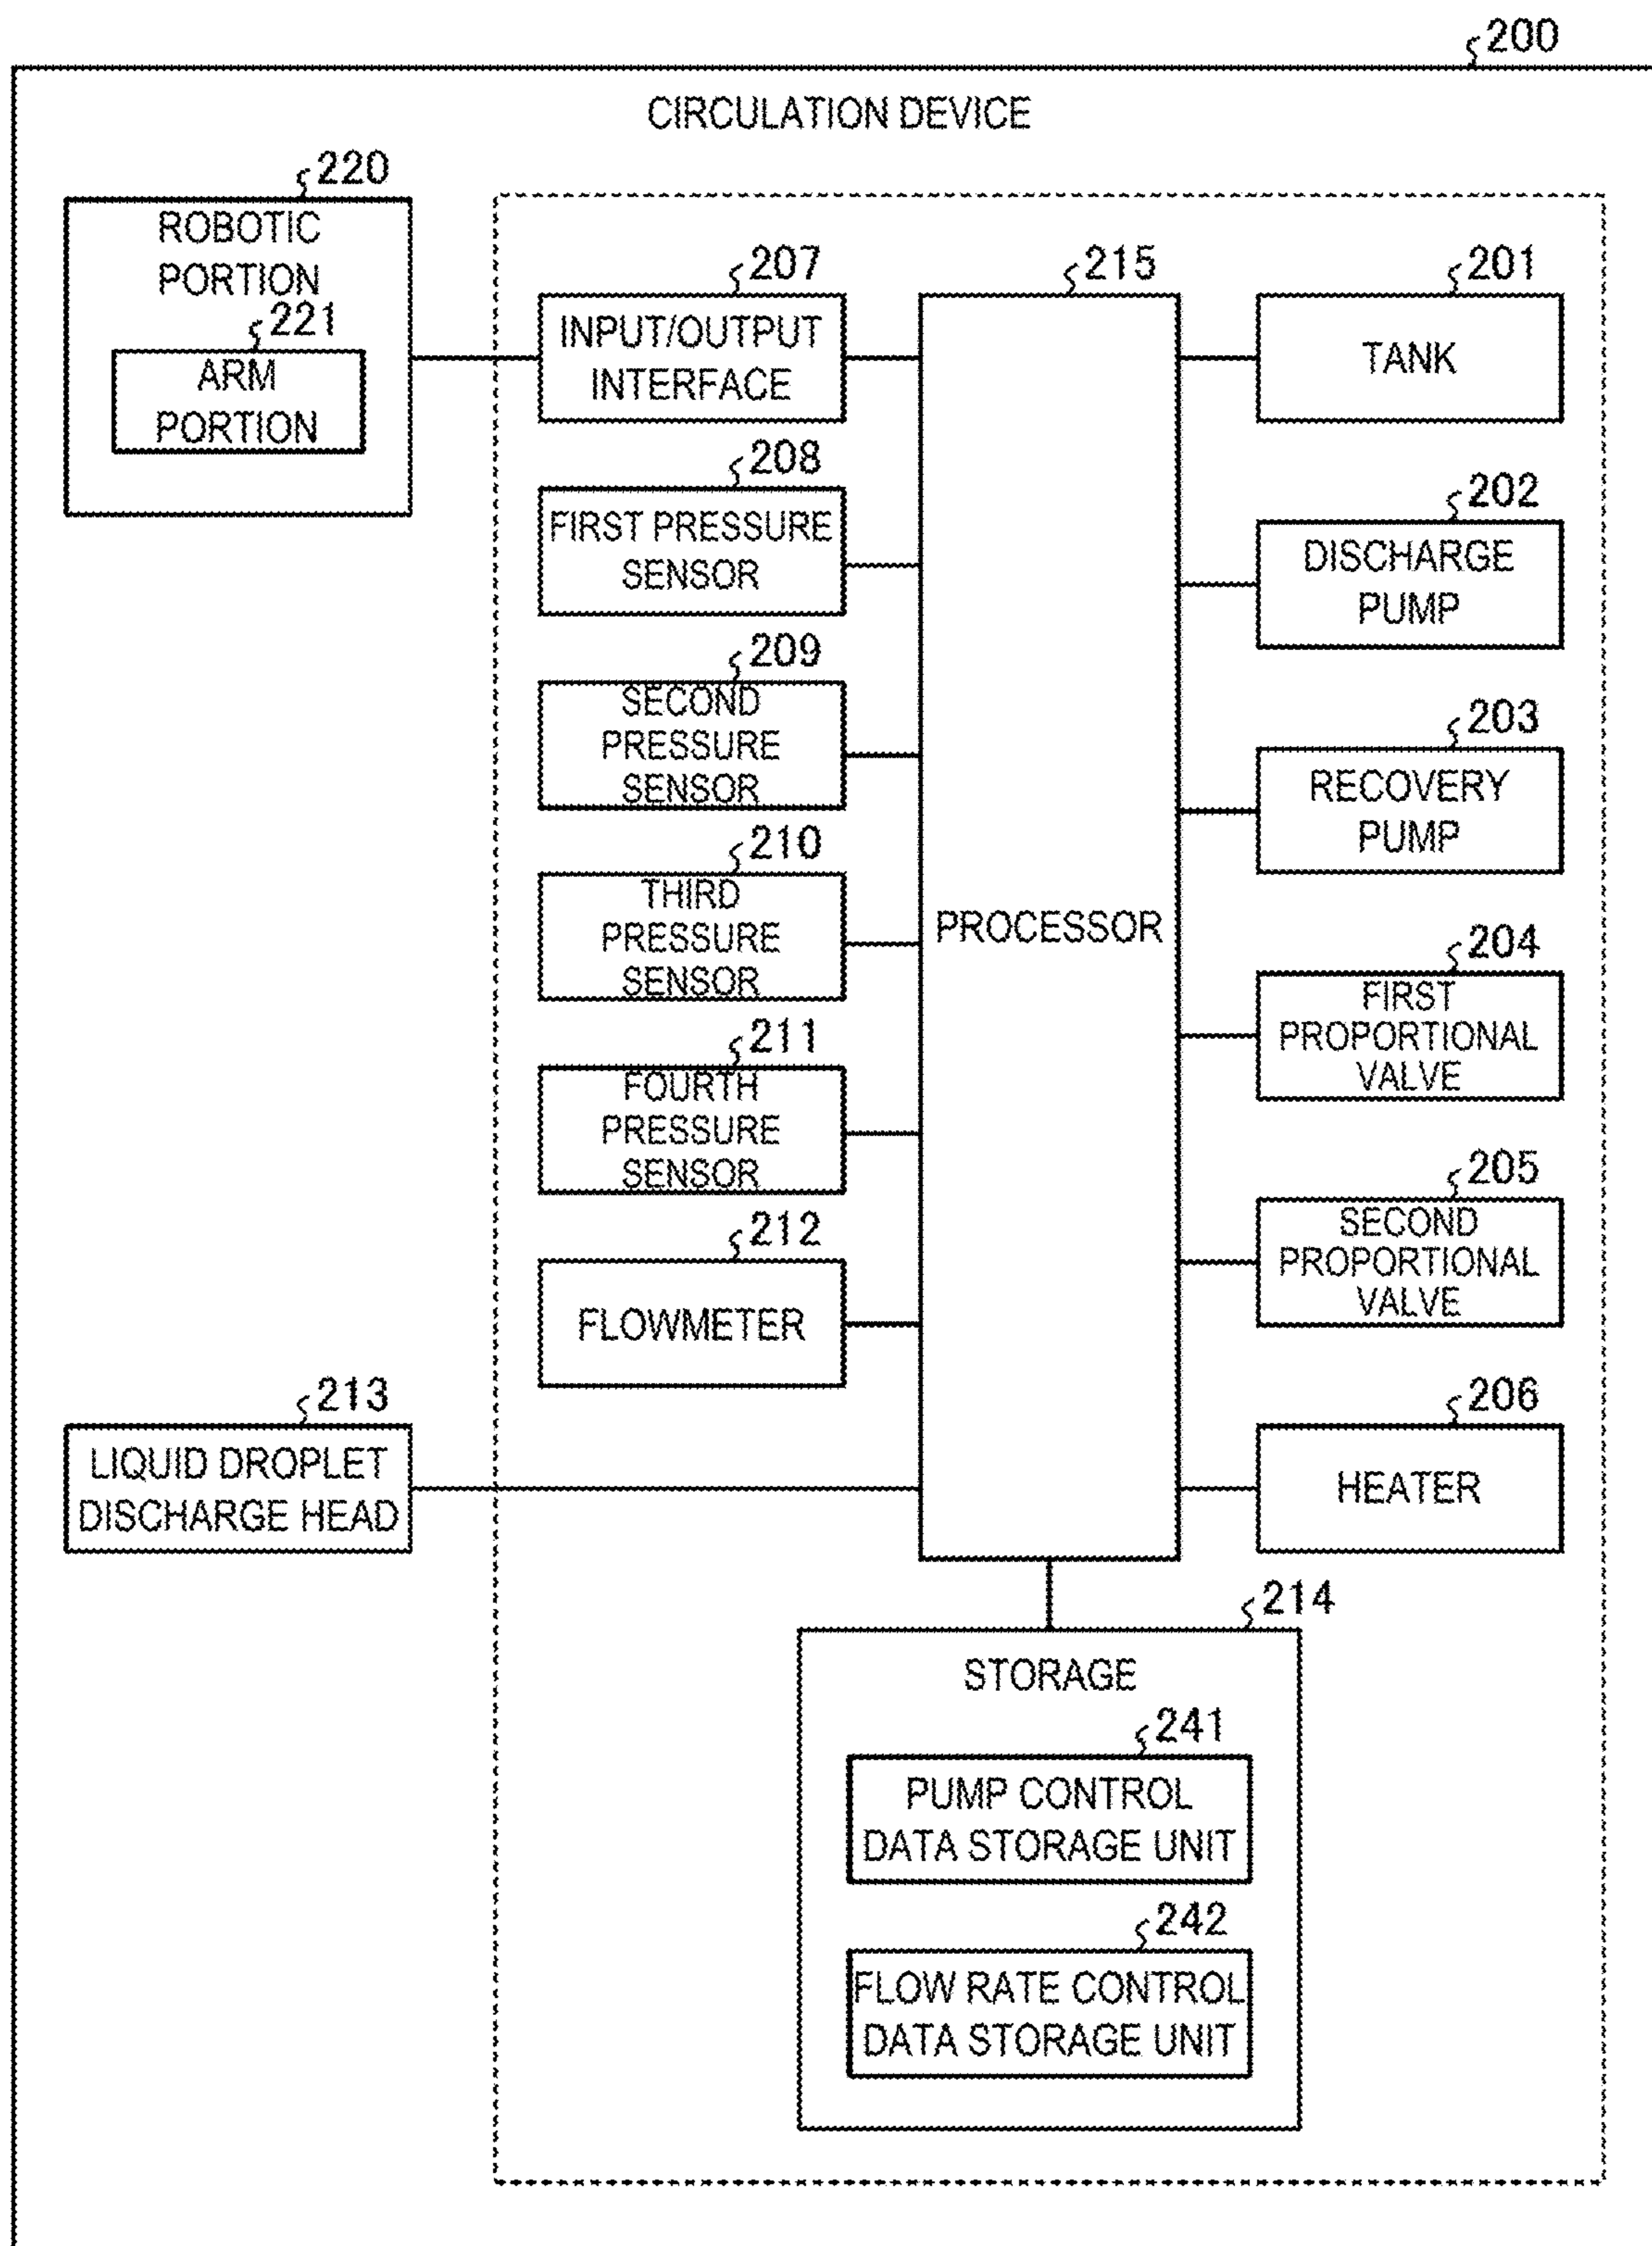 200
CIRCULATION DEVICE
220
ROBOTIC
PORTION
221
ARM
PORTION
207
INPUT/OUTPUT
INTERFACE
208
FIRST PRESSURE
SENSOR
209
SECOND
PRESSURE
SENSOR
210
THIRD
PRESSURE
SENSOR
211
FOURTH
PRESSURE
SENSOR
212
FLOWMETER
213
LIQUID DROPLET
DISCHARGE HEAD
215
PROCESSOR
201
TANK
202
DISCHARGE
PUMP
203
RECOVERY
PUMP
204
FIRST
PROPORTIONAL
VALVE
205
SECOND
PROPORTIONAL
VALVE
206
HEATER
214
STORAGE
241
PUMP CONTROL
DATA STORAGE UNIT
242
FLOW RATE CONTROL
DATA STORAGE UNIT